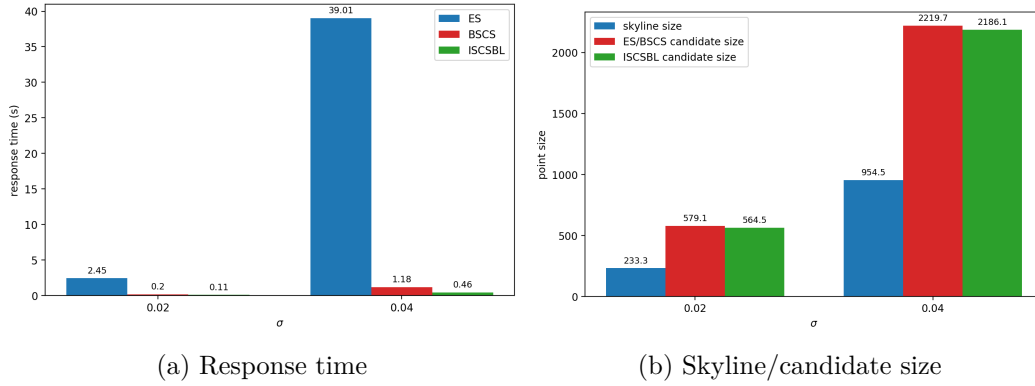 40
35
30
25
20
15
10
5
0
response time (s)
39.01
2.45
0.2
0.11
1.18
0.46
ES
BSCS
ISCSBL
0.02
0.04
σ
(a) Response time
2000
1500
1000
500
0
point size
skyline size
ES/BSCS candidate size
ISCSBL candidate size
233.3
579.1
564.5
954.5
2219.7
2186.1
0.02
0.04
σ
(b) Skyline/candidate size